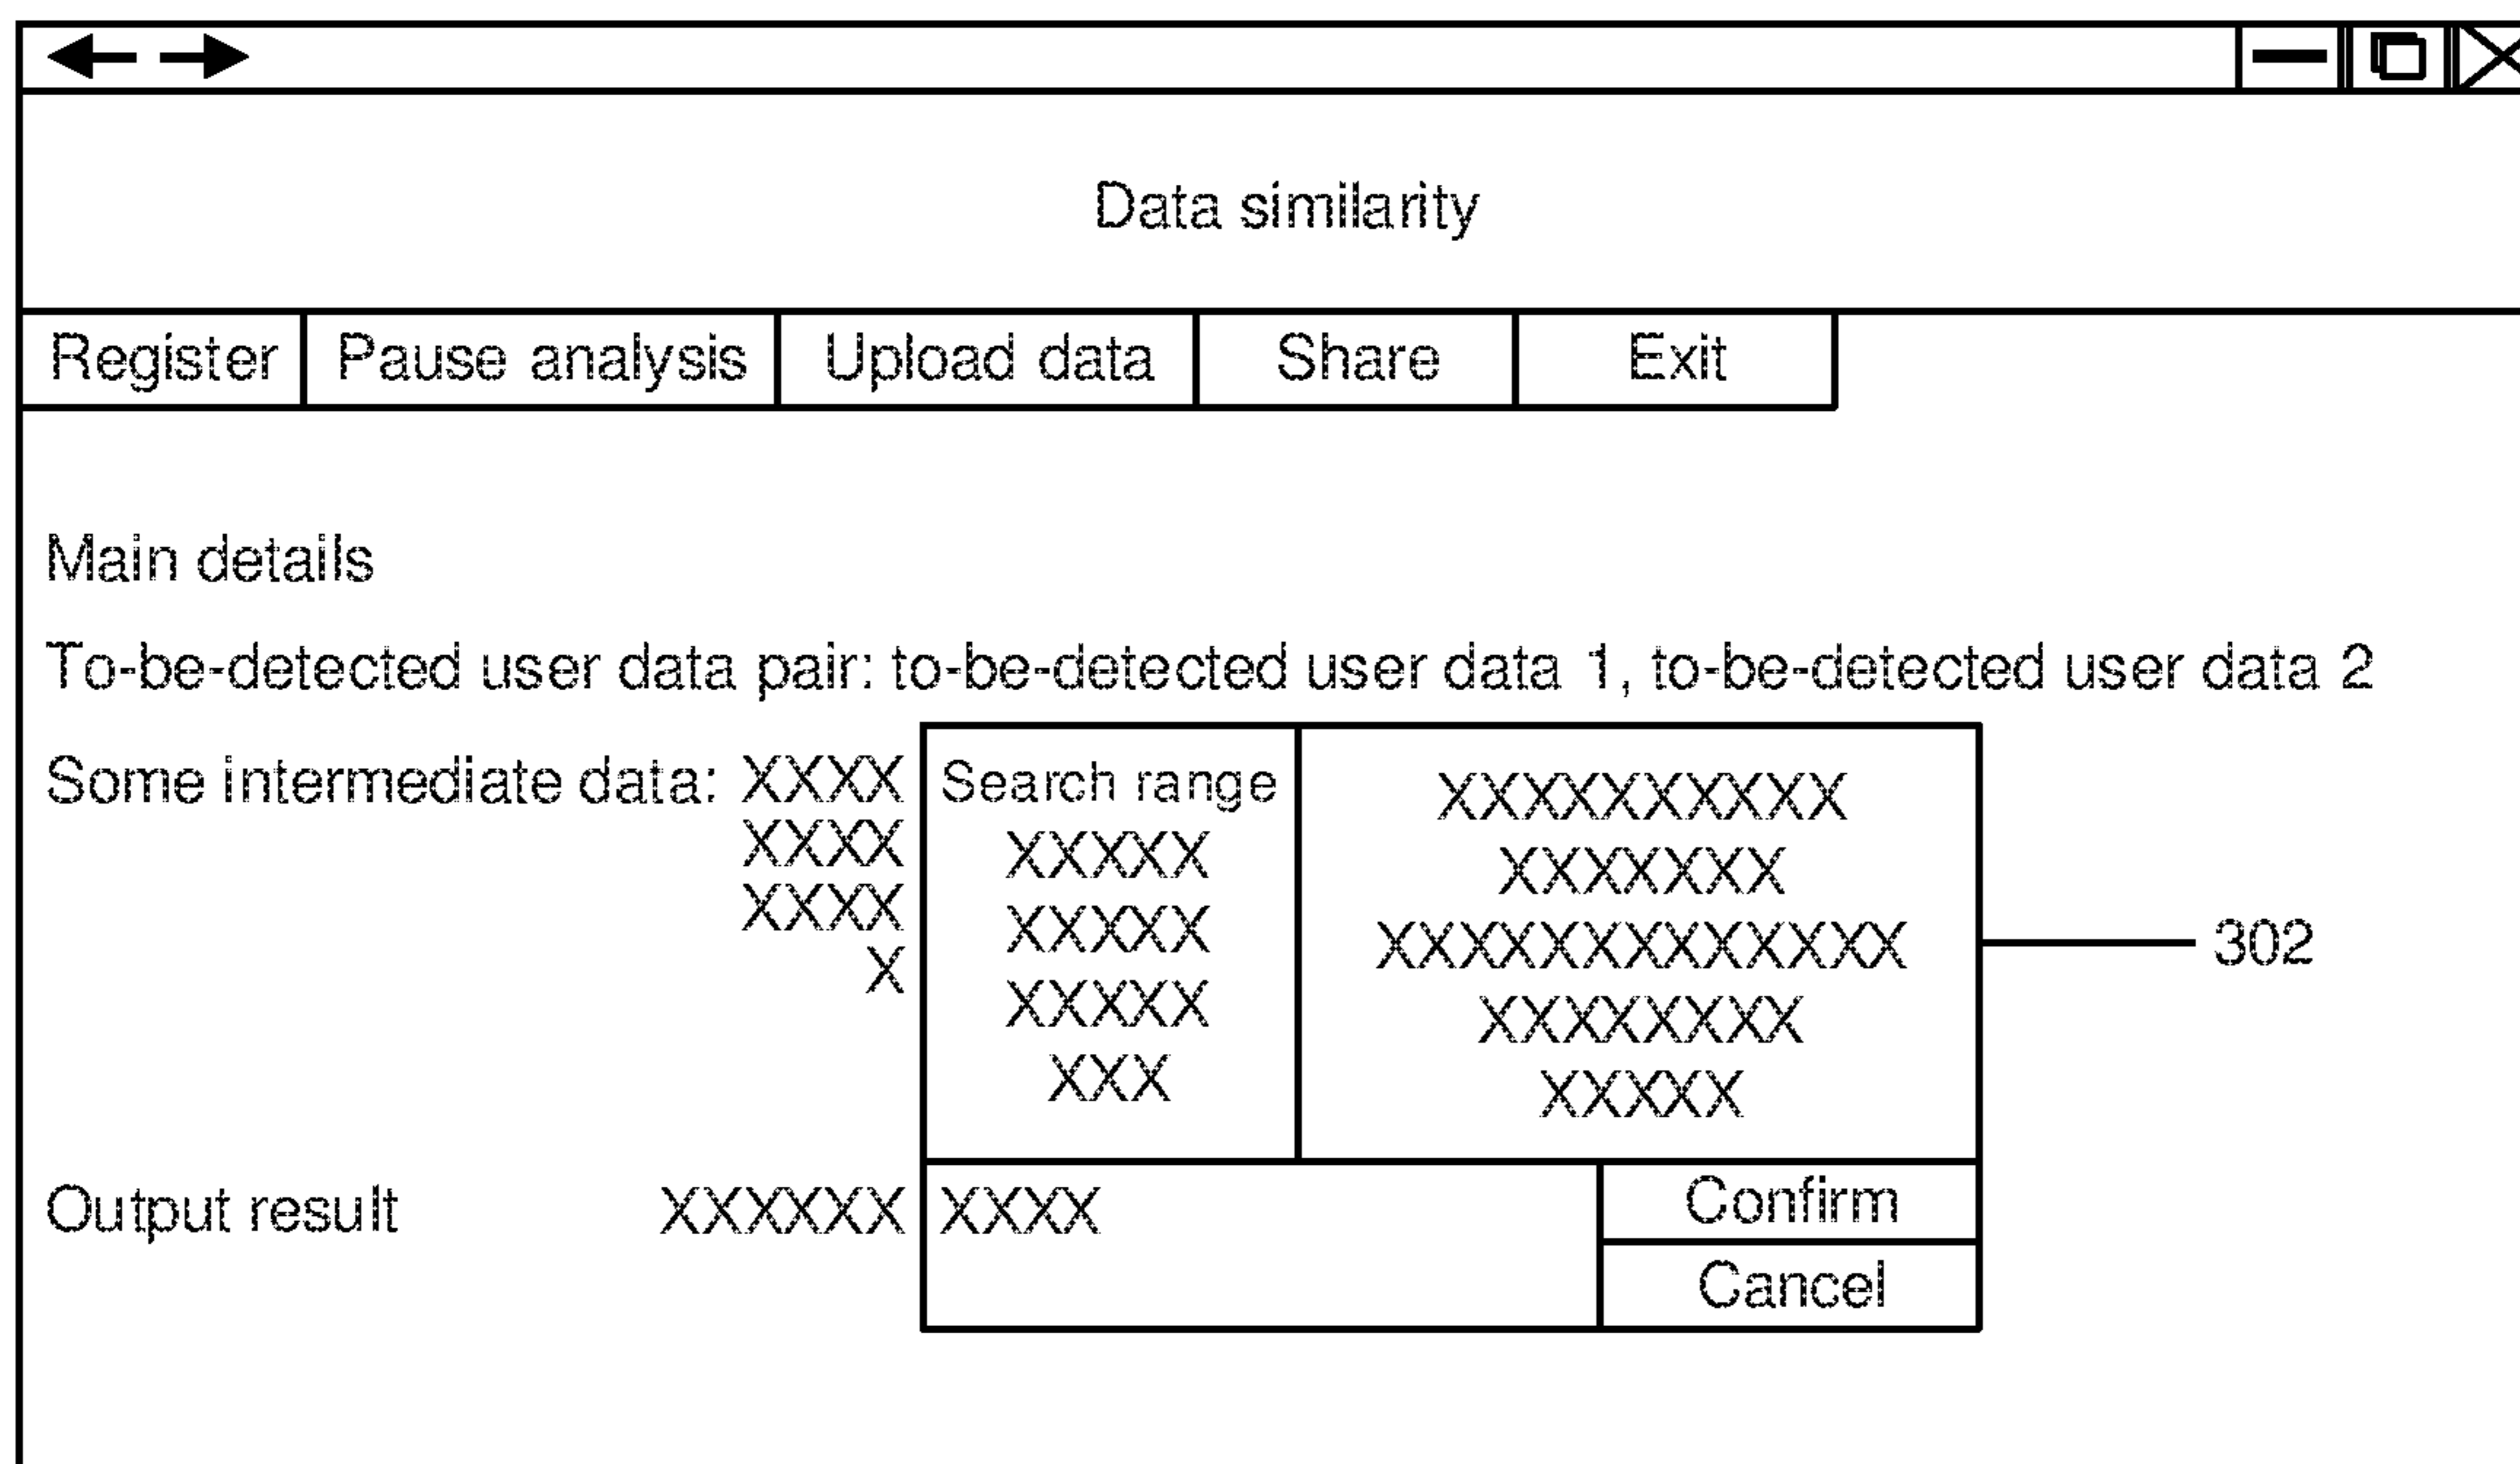 Data similarity
Register Pause analysis Upload data Share Exit
Main details
To-be-detected user data pair: to-be-detected user data 1, to-be-detected user data 2
Some intermediate data: XXXX
XXXX
XXXX
X
Search range
XXXXX
XXXXX
XXXXX
XXX
XXXXXXXXXX
XXXXXXX
XXXXXXXXXXXXX
XXXXXXXX
XXXXX
302
Output result XXXXXX XXXX
Confirm
Cancel